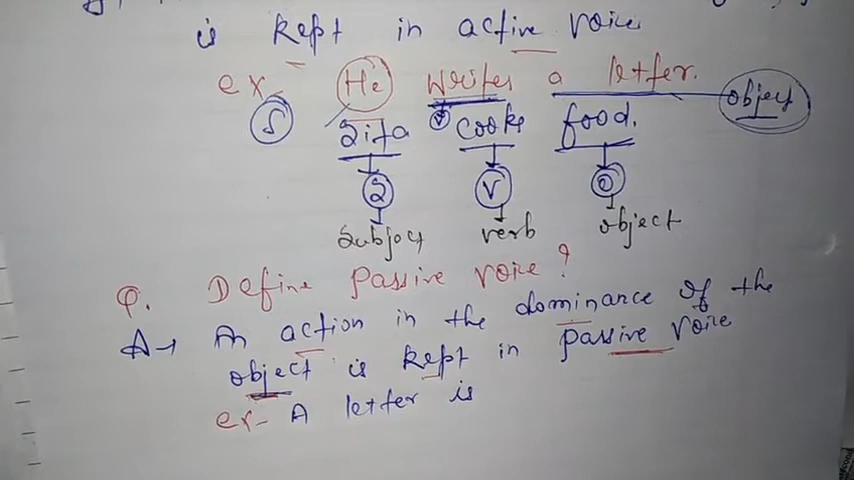 is kept in active voice
ex- He writes a letter. object
S Sita V cooks food.
S V O
Subject verb object
Q. Define passive voice?
A→ An action in the dominance of the
object is kept in passive voice
ex- A letter is